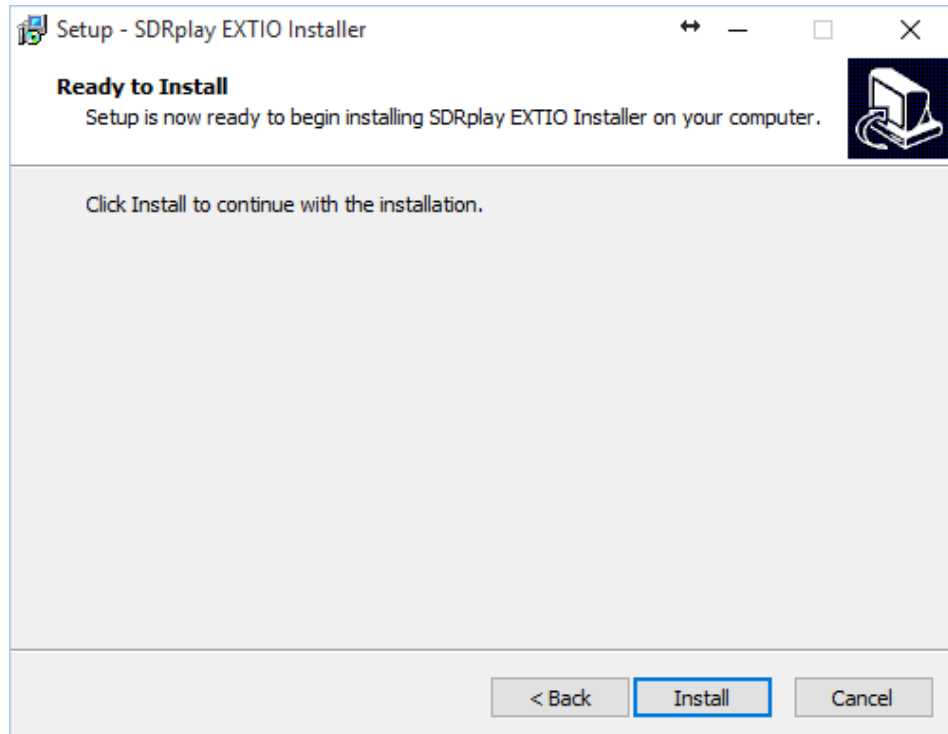 Setup - SDRplay EXTIO Installer
Ready to Install
Setup is now ready to begin installing SDRplay EXTIO Installer on your computer.
Click Install to continue with the installation.
< Back Install Cancel